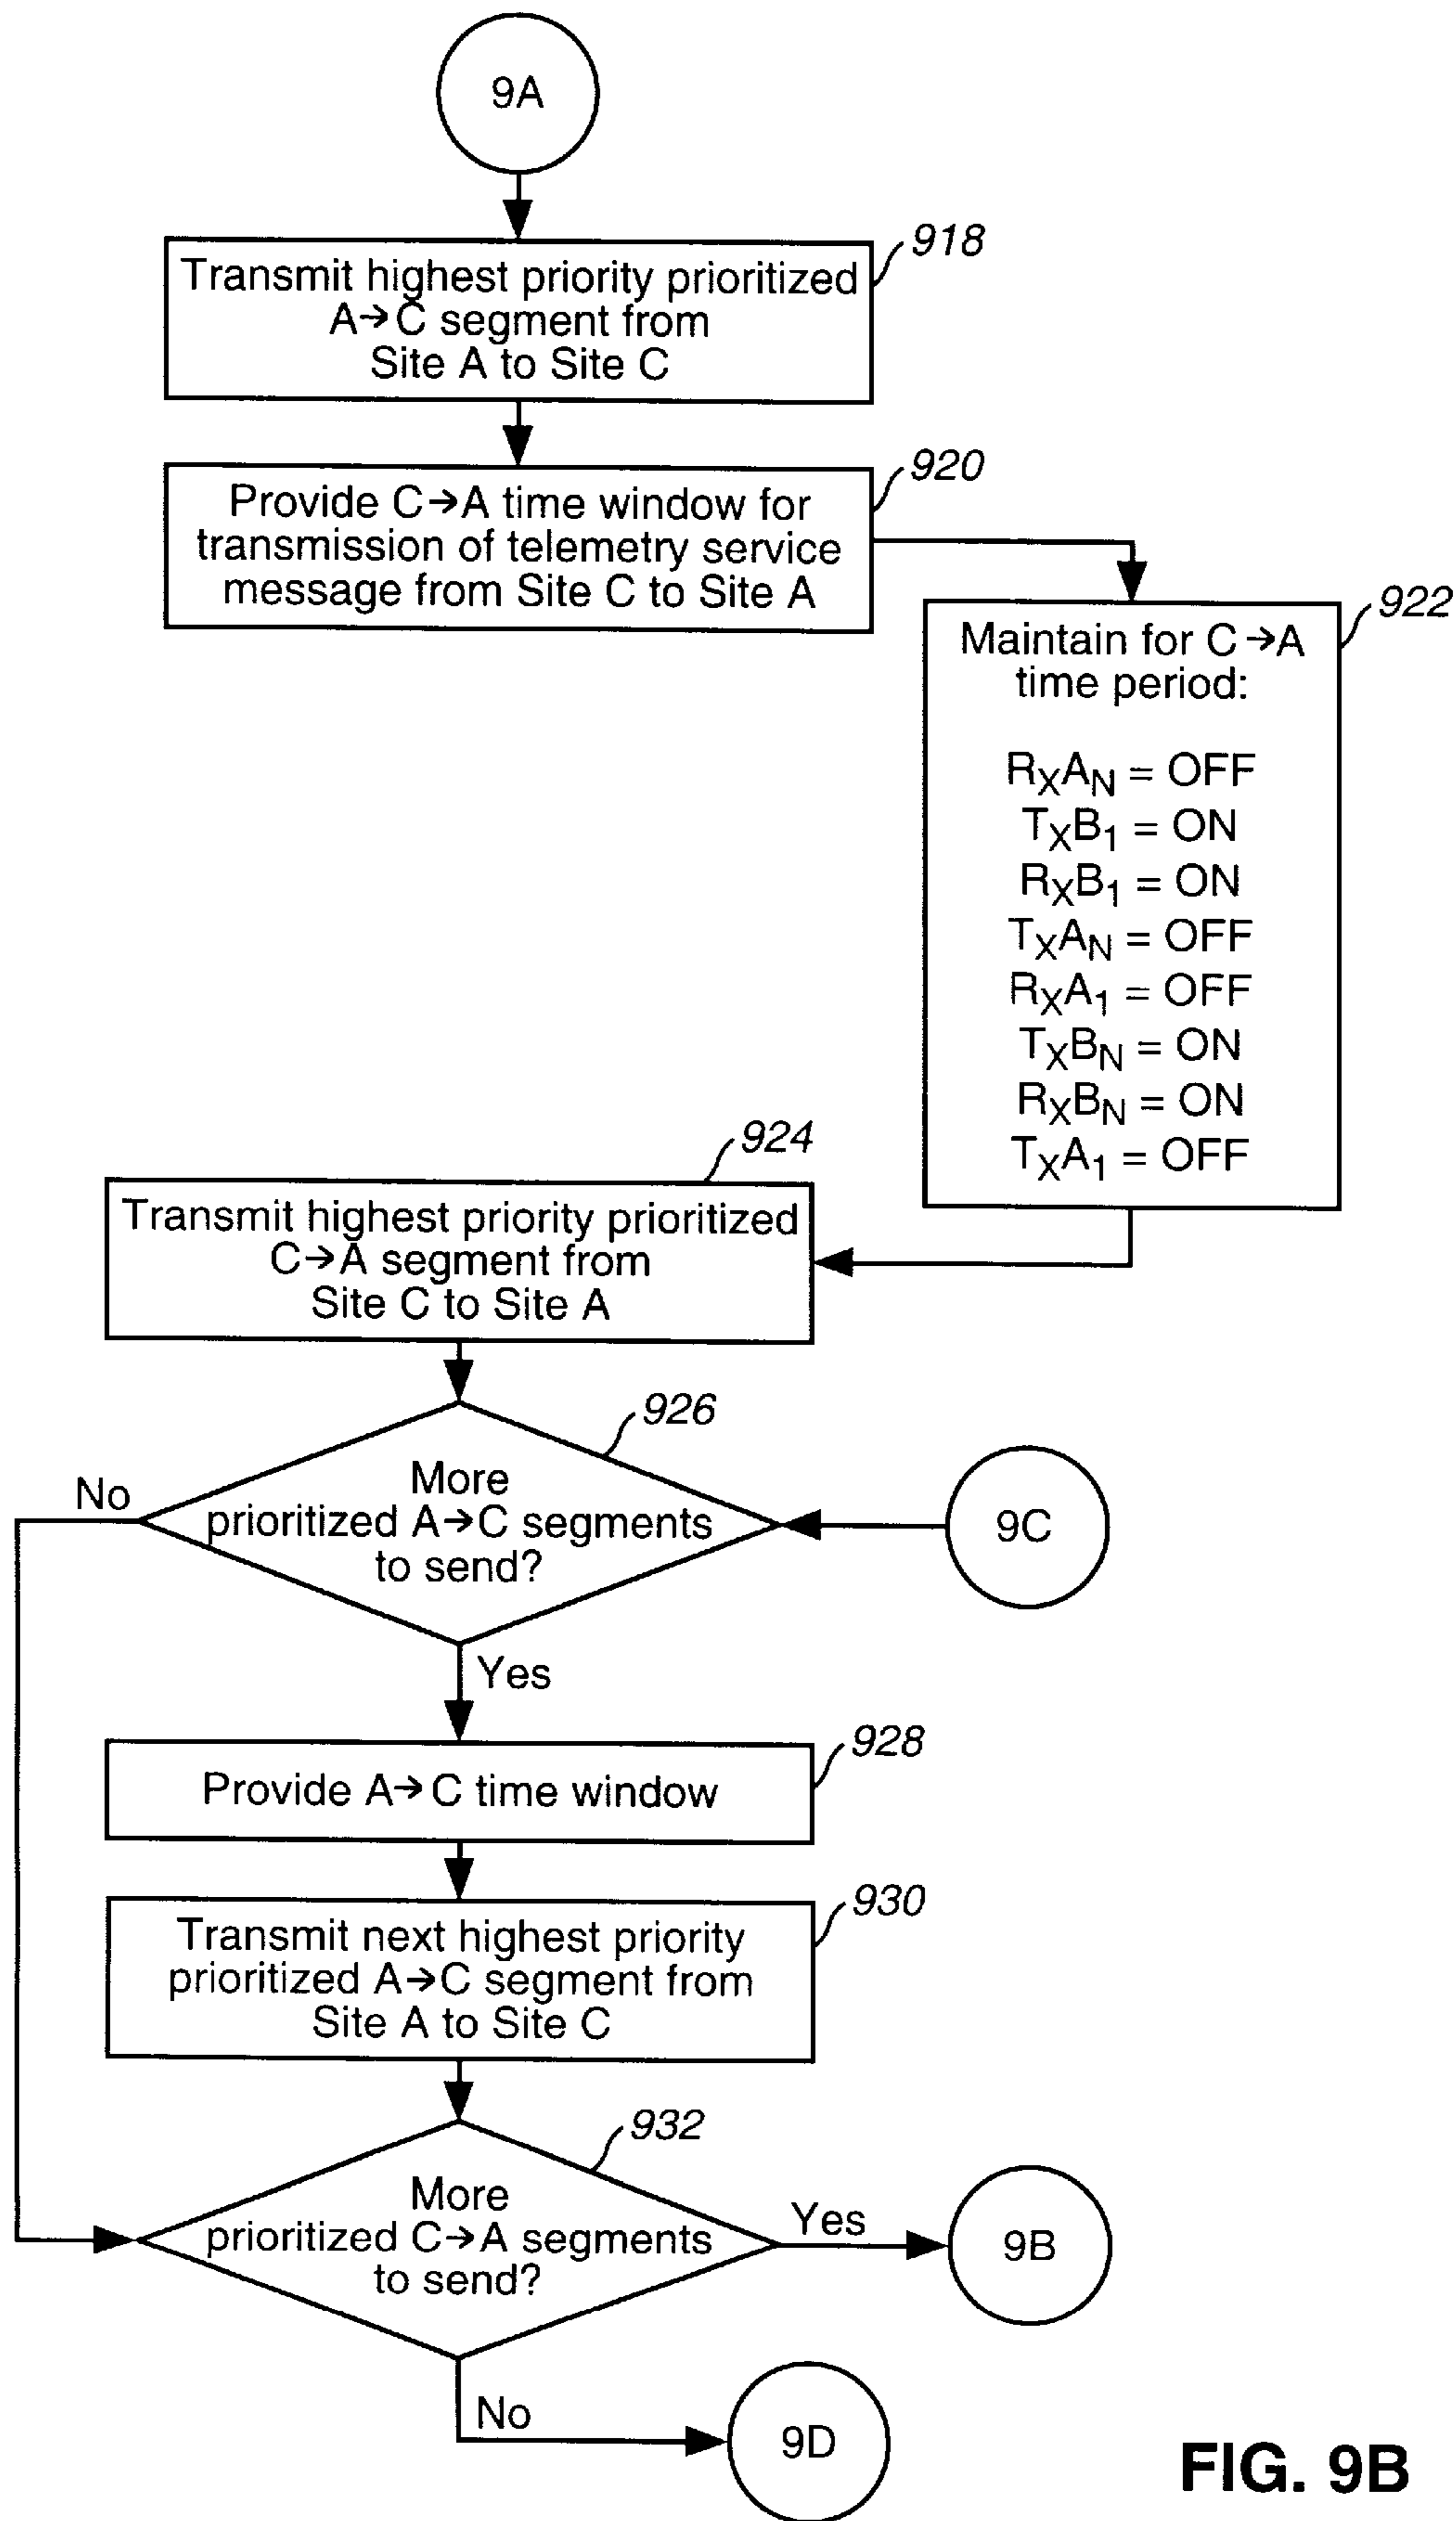 9A
918
Transmit highest priority prioritized
A→C segment from
Site A to Site C
920
Provide C→A time window for
transmission of telemetry service
message from Site C to Site A
922
Maintain for C→A
time period:
RXAN = OFF
TXB1 = ON
RXB1 = ON
TXAN = OFF
RXA1 = OFF
TXBN = ON
RXBN = ON
TXA1 = OFF
924
Transmit highest priority prioritized
C→A segment from
Site C to Site A
926
More
prioritized A→C segments
to send?
No
9C
Yes
928
Provide A→C time window
930
Transmit next highest priority
prioritized A→C segment from
Site A to Site C
932
More
prioritized C→A segments
to send?
Yes
9B
No
9D
FIG. 9B